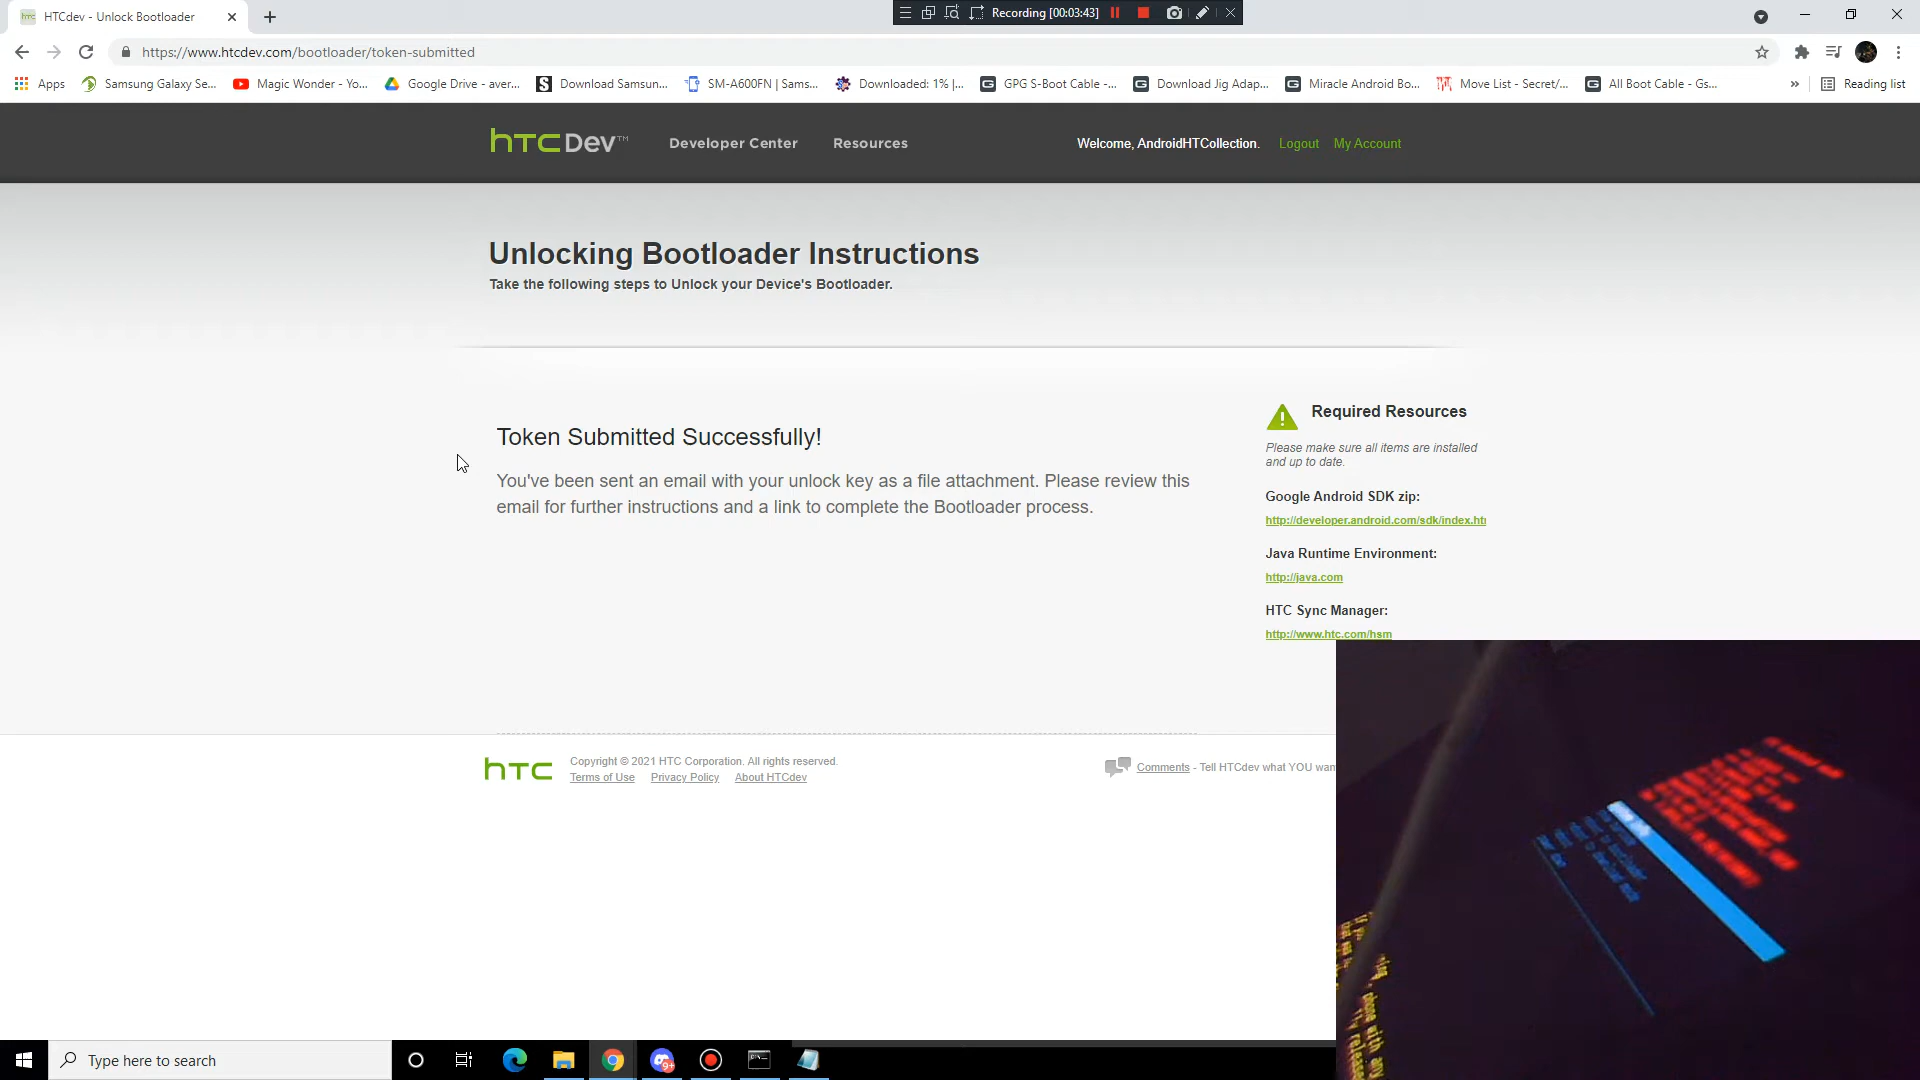 HTCdev - Unlock Bootloader
Recording [00:03:43]
https://www.htcdev.com/bootloader/token-submitted
Apps
Samsung Galaxy Se...
Magic Wonder - Yo...
Google Drive - aver...
Download Samsun...
SM-A600FN | Sams...
Downloaded: 1% |...
GPG S-Boot Cable -...
Download Jig Adap...
Miracle Android Bo...
Move List - Secret/...
All Boot Cable - Gs...
»
Reading list
hTC Dev™
Developer Center
Resources
Welcome, AndroidHTCollection.
Logout
My Account
Unlocking Bootloader Instructions
Take the following steps to Unlock your Device's Bootloader.
Token Submitted Successfully!
You've been sent an email with your unlock key as a file attachment. Please review this
email for further instructions and a link to complete the Bootloader process.
Required Resources
Please make sure all items are installed
and up to date.
Google Android SDK zip:
http://developer.android.com/sdk/index.htm
Java Runtime Environment:
http://java.com
HTC Sync Manager:
http://www.htc.com/hsm
hTC
Copyright © 2021 HTC Corporation. All rights reserved.
Terms of Use
Privacy Policy
About HTCdev
Comments - Tell HTCdev what YOU wan
Type here to search